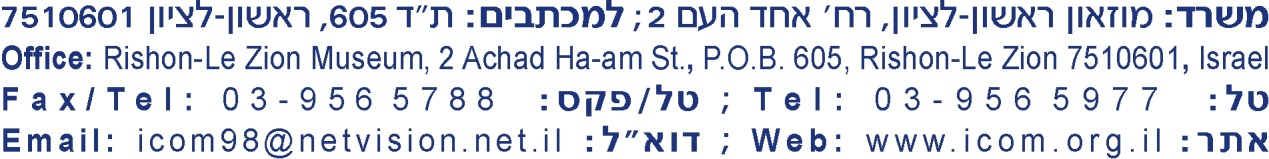 משרד: מוזאון ראשון-לציון, רח׳ אחד העם 2; למכתבים: ת״ד 605, ראשון-לציון 7510601
Office: Rishon-Le Zion Museum, 2 Achad Ha-am St., P.O.B. 605, Rishon-Le Zion 7510601, Israel
Fax/Tel: 03-956 5788 :טל/פקס ; Tel: 03-956 5977 :טל
Email: icom98@netvision.net.il :דוא״ל ; Web: www.icom.org.il :אתר